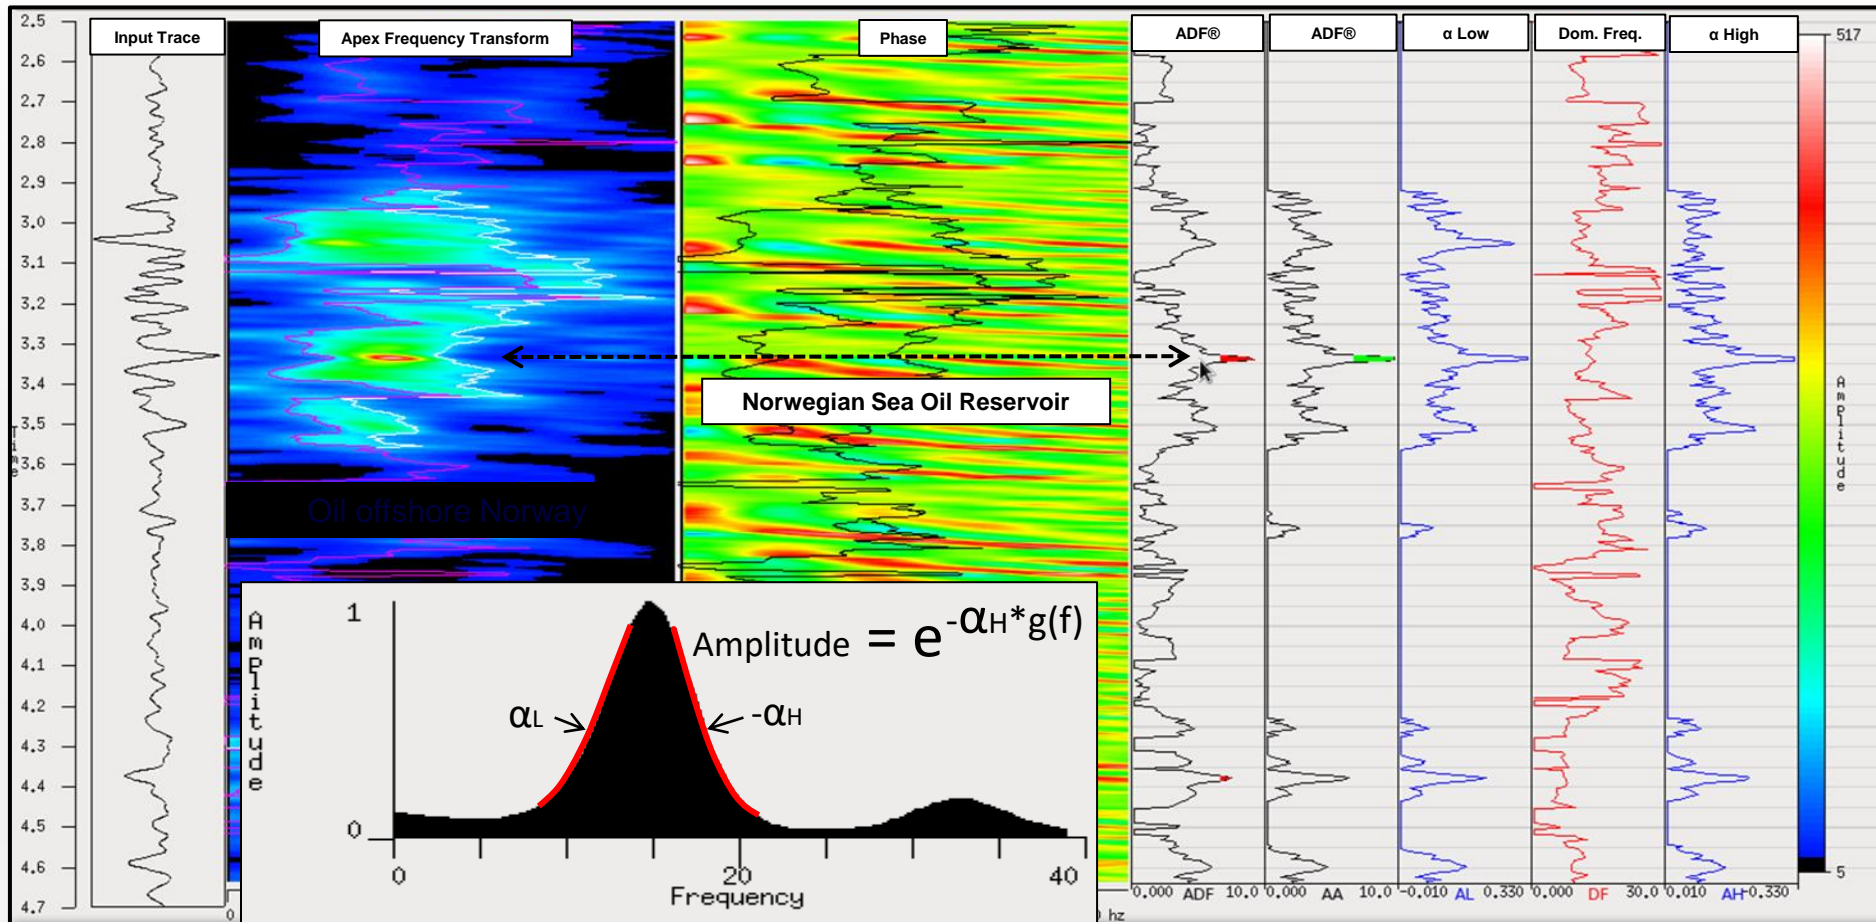 Input Trace
Apex Frequency Transform
Phase
ADF®
ADF®
α Low
Dom. Freq.
α High
517
2.5
2.6
2.7
2.8
2.9
3.0
3.1
3.2
3.3
3.4
3.5
3.6
3.7
3.8
3.9
4.0
4.1
4.2
4.3
4.4
4.5
4.6
4.7
Norwegian Sea Oil Reservoir
Oil offshore Norway
Amplitude
1
0
Amplitude = e-αH*g(f)
αL
-αH
0
20
40
Frequency
Amplitude
5
0.000 ADF 10.0
0.000 AA 10.0
-0.010 AL 0.330
0.000 DF 30.0
0.010 AH -0.330
0
hz